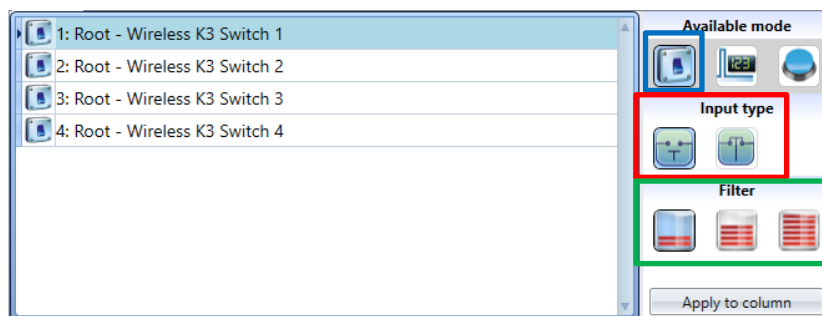 1: Root - Wireless K3 Switch 1
2: Root - Wireless K3 Switch 2
3: Root - Wireless K3 Switch 3
4: Root - Wireless K3 Switch 4
Available mode
123
Input type
Filter
Apply to column